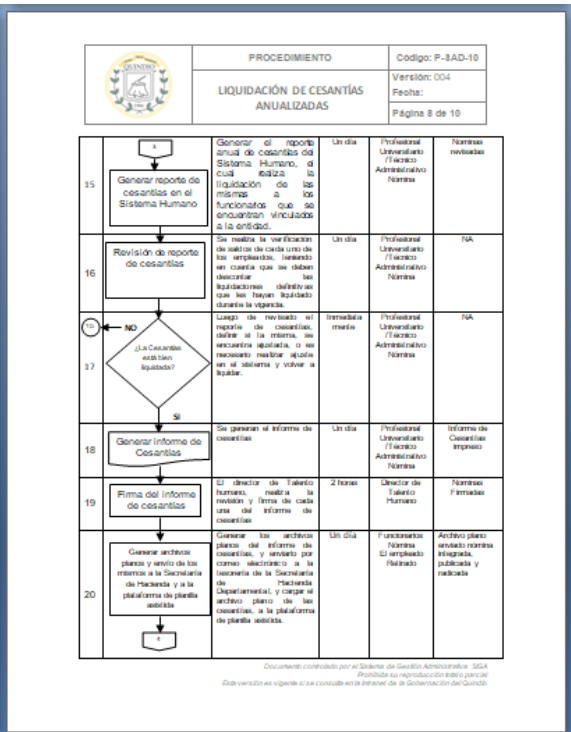 QUINDÍO
PROCEDIMIENTO
Código: P-SAD-10
LIQUIDACIÓN DE CESANTÍAS
ANUALIZADAS
Versión: 004
Fecha:
Página 8 de 10
15
Generar reporte de
cesantías en el
Sistema Humano
Generar el reporte
anual de cesantías del
Sistema Humano, el
cual realiza la
liquidación de las
mismas a los
funcionarios que se
encuentran vinculados
a la entidad.
Un día
Profesional
Universitario
/Técnico
Administrativo
Nómina
Nominas
revisadas
16
Revisión de reporte
de cesantías
Se realiza la verificación
de saldos de cada uno de
los empleados, teniendo
en cuenta que se deben
descontar las
liquidaciones definitivas
que les hayan liquidado
durante la vigencia.
Un día
Profesional
Universitario
/Técnico
Administrativo
Nómina
NA
NO
17
¿La Cesantías
está bien
liquidada?
SI
Luego de revisado el
reporte de cesantías,
definir si la misma, se
encuentra ajustada, o es
necesario realizar ajuste
en el sistema y volver a
liquidar.
Inmediata
mente
Profesional
Universitario
/Técnico
Administrativo
Nómina
NA
18
Generar informe de
Cesantías
Se generan el informe de
cesantías
Un día
Profesional
Universitario
/Técnico
Administrativo
Nómina
Informe de
Cesantías
impreso
19
Firma del informe
de cesantías
El director de Talento
humano, realiza la
revisión y firma de cada
una del informe de
cesantías
2 horas
Director de
Talento
Humano
Nominas
Firmadas
20
Generar archivos
planos y envío de los
mismos a la Secretaría
de Hacienda y a la
plataforma de planilla
asistida
Generar los archivos
planos del informe de
cesantías, y enviarlo por
correo electrónico a la
tesorería de la Secretaría
de Hacienda
Departamental, y cargar el
archivo plano de las
cesantías, a la plataforma
de planilla asistida.
Un día
Funcionarios
Nómina
El empleado
Retirado
Archivo plano
enviado nómina
integrada,
publicada y
radicada
Documento controlado por el Sistema de Gestión Administrativa SIGA
Prohibida su reproducción total o parcial
Esta versión es vigente si se consulta en la Intranet de la Gobernación del Quindío